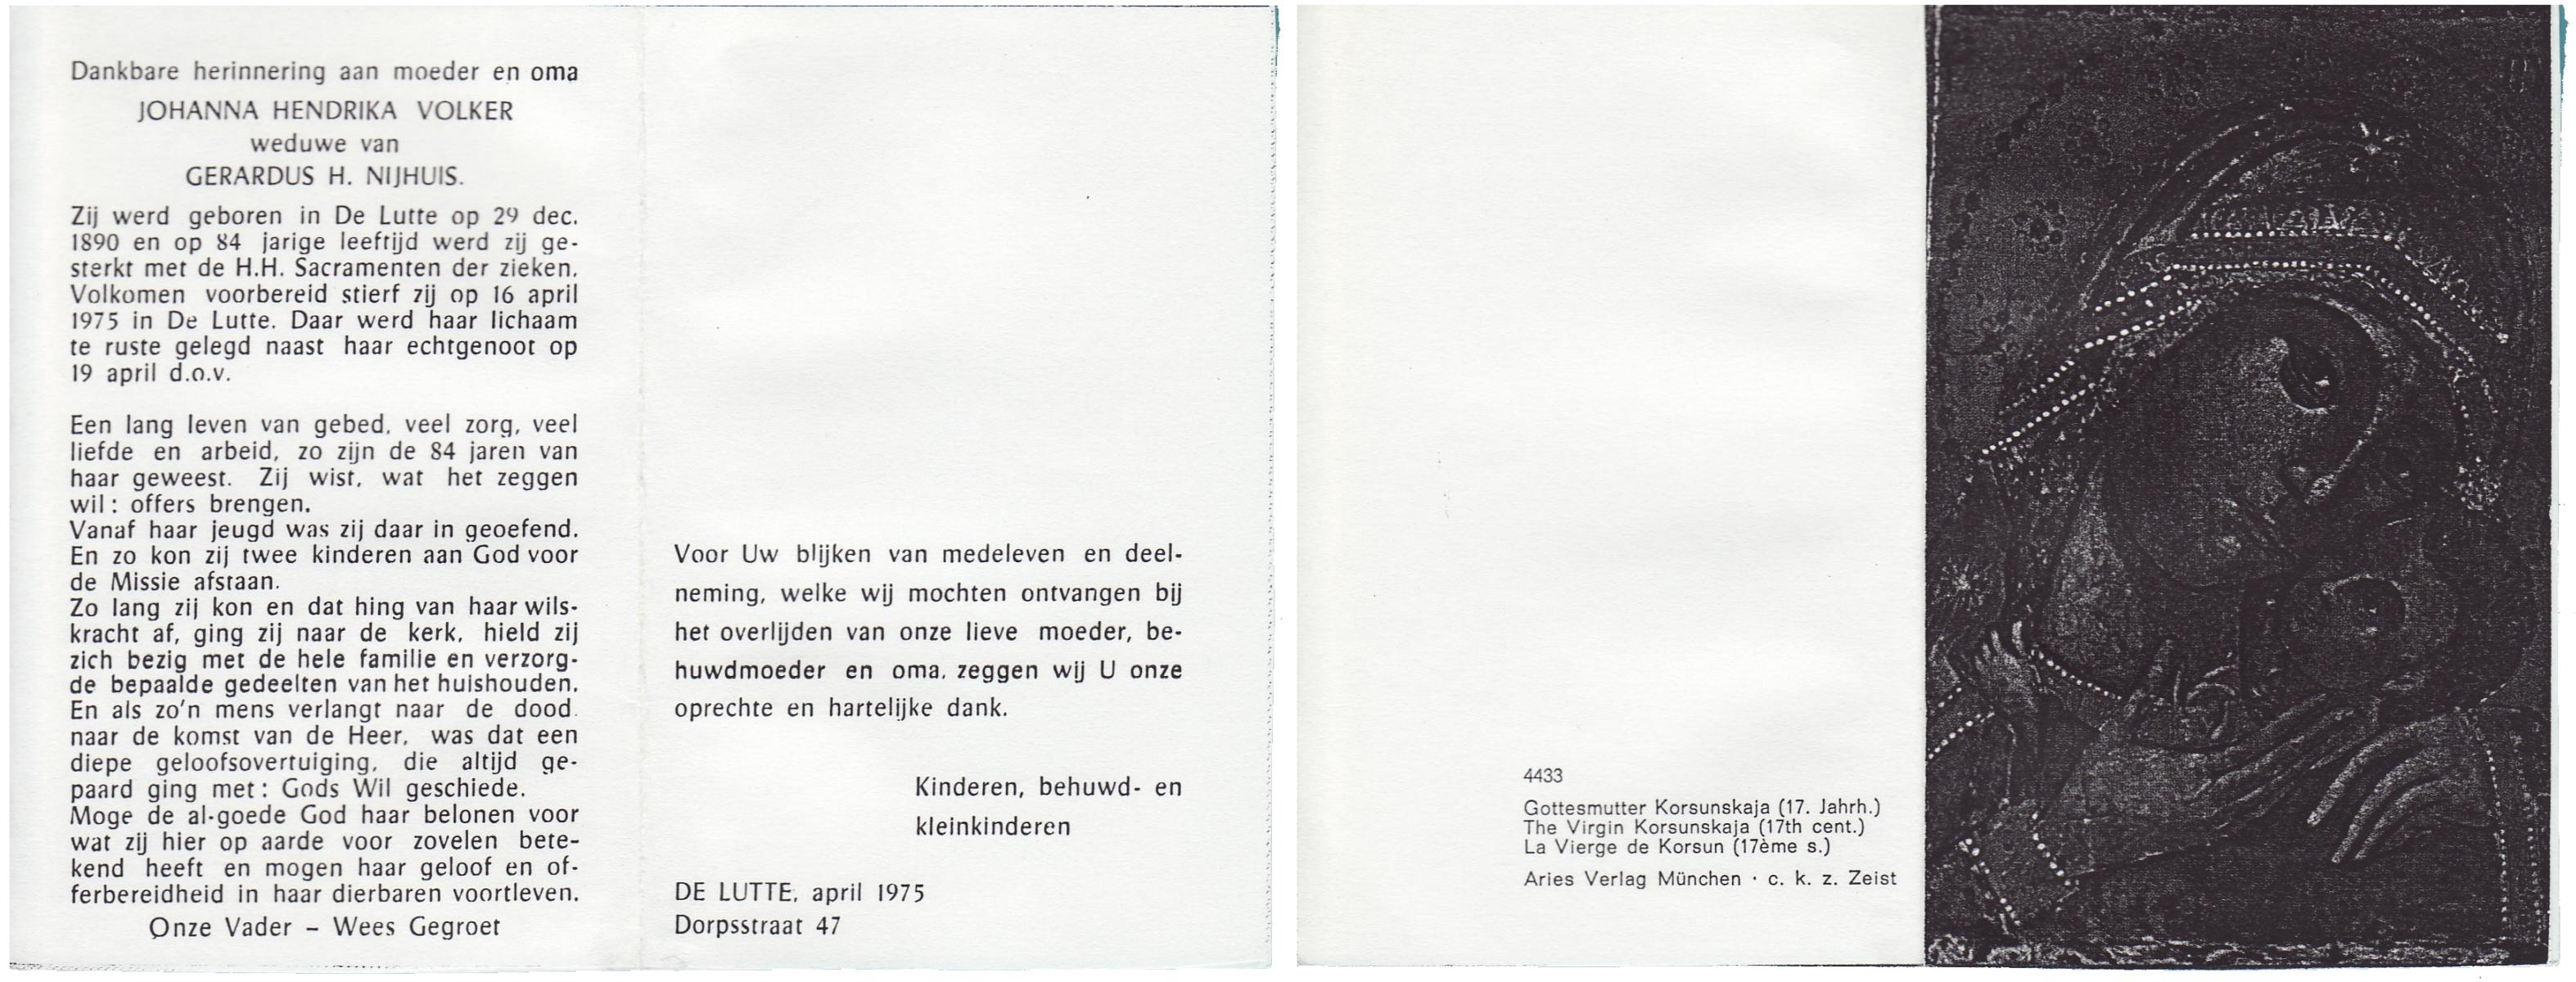 Dankbare herinnering aan moeder en oma
JOHANNA HENDRIKA VOLKER
weduwe van
GERARDUS H. NIJHUIS.
Zij werd geboren in De Lutte op 29 dec.
1890 en op 84 jarige leeftijd werd zij ge-
sterkt met de H.H. Sacramenten der zieken.
Volkomen voorbereid stierf zij op 16 april
1975 in De Lutte. Daar werd haar lichaam
te ruste gelegd naast haar echtgenoot op
19 april d.o.v.
Een lang leven van gebed, veel zorg, veel
liefde en arbeid, zo zijn de 84 jaren van
haar geweest. Zij wist, wat het zeggen
wil: offers brengen.
Vanaf haar jeugd was zij daar in geoefend.
En zo kon zij twee kinderen aan God voor
de Missie afstaan.
Zo lang zij kon en dat hing van haar wils-
kracht af, ging zij naar de kerk, hield zij
zich bezig met de hele familie en verzorg-
de bepaalde gedeelten van het huishouden.
En als zo'n mens verlangt naar de dood
naar de komst van de Heer, was dat een
diepe geloofsovertuiging, die altijd ge-
paard ging met: Gods Wil geschiede.
Moge de al-goede God haar belonen voor
wat zij hier op aarde voor zovelen bete-
kend heeft en mogen haar geloof en of-
ferbereidheid in haar dierbaren voortleven.
Onze Vader – Wees Gegroet
Voor Uw blijken van medeleven en deel-
neming, welke wij mochten ontvangen bij
het overlijden van onze lieve moeder, be-
huwdmoeder en oma, zeggen wij U onze
oprechte en hartelijke dank.
Kinderen, behuwd- en
kleinkinderen
DE LUTTE, april 1975
Dorpsstraat 47
4433
Gottesmutter Korsunskaja (17. Jahrh.)
The Virgin Korsunskaja (17th cent.)
La Vierge de Korsun (17ème s.)
Aries Verlag München · c. k. z. Zeist